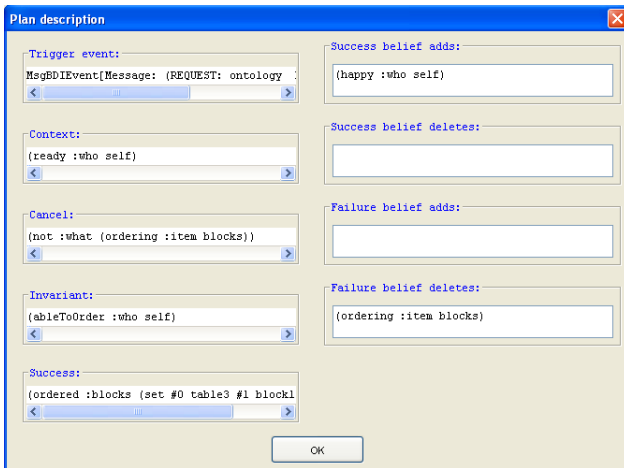 Plan description
Trigger event:
MsgBDIEvent[Message: (REQUEST: ontology
Context:
(ready :who self)
Cancel:
(not :what (ordering :item blocks))
Invariant:
(ableToOrder :who self)
Success:
(ordered :blocks (set #0 table3 #1 block1
Success belief adds:
(happy :who self)
Success belief deletes:
Failure belief adds:
Failure belief deletes:
(ordering :item blocks)
OK